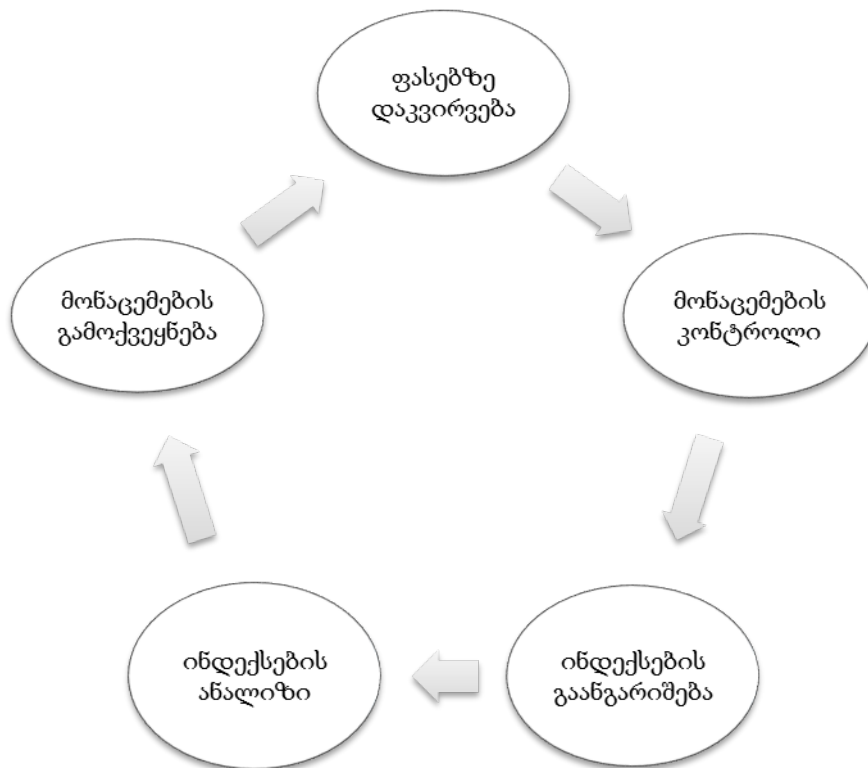 ფასებზე
დაკვირვება
მონაცემების
კონტროლი
ინდექსების
გაანგარიშება
ინდექსების
ანალიზი
მონაცემების
გამოქვეყნება